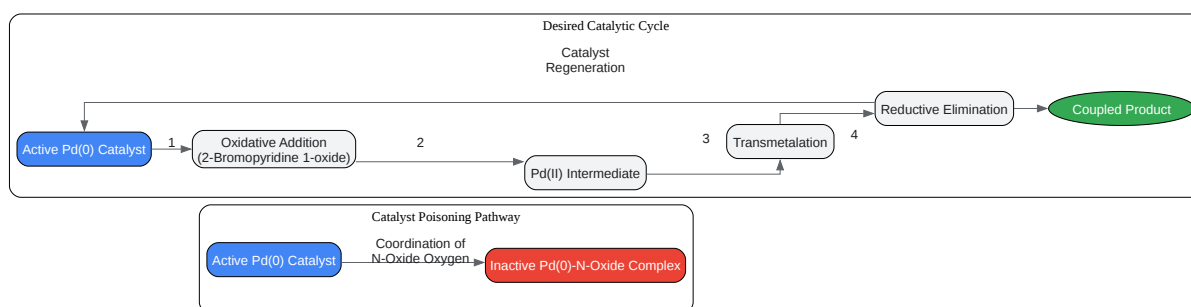 Desired Catalytic Cycle
Catalyst
Regeneration
Active Pd(0) Catalyst
1
Oxidative Addition
(2-Bromopyridine 1-oxide)
2
Pd(II) Intermediate
3
Transmetalation
4
Reductive Elimination
Coupled Product
Catalyst Poisoning Pathway
Active Pd(0) Catalyst
Coordination of
N-Oxide Oxygen
Inactive Pd(0)-N-Oxide Complex